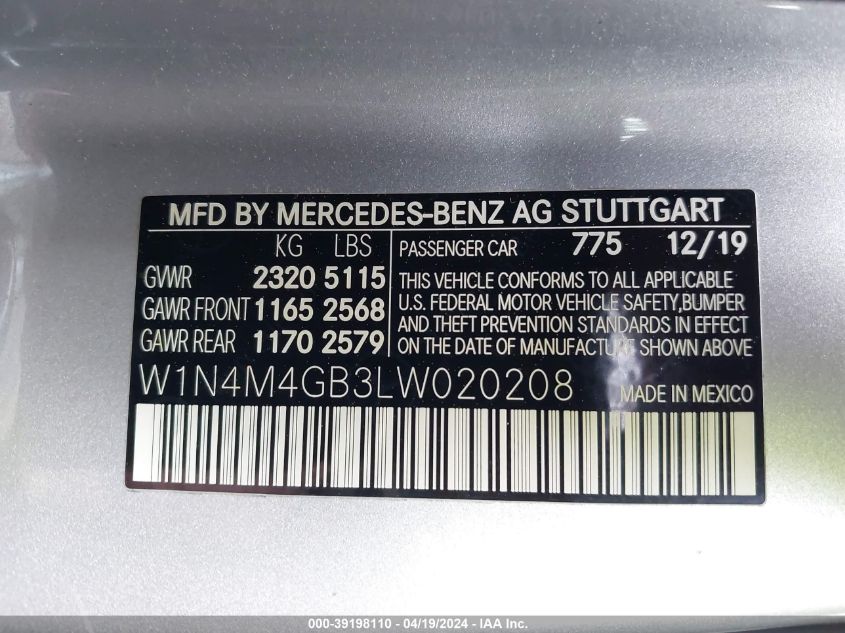 MFD BY MERCEDES-BENZ AG STUTTGART
KG LBS
GWVR 2320 5115
GAWR FRONT 1165 2568
GAWR REAR 1170 2579
PASSENGER CAR 775 12/19
THIS VEHICLE CONFORMS TO ALL APPLICABLE
U.S. FEDERAL MOTOR VEHICLE SAFETY,BUMPER
AND THEFT PREVENTION STANDARDS IN EFFECT
ON THE DATE OF MANUFACTURE SHOWN ABOVE
W1N4M4GB3LW020208 MADE IN MEXICO
000-39198110 - 04/19/2024 - IAA Inc.